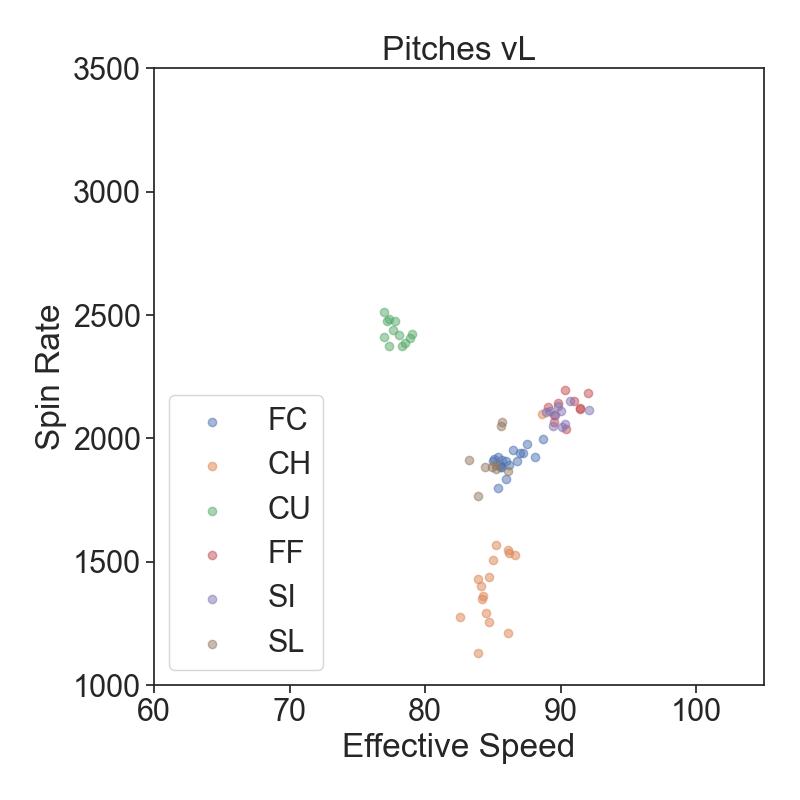 Pitches vL
3500
3000
2500
2000
1500
1000
Spin Rate
FC
CH
CU
FF
SI
SL
60 70 80 90 100
Effective Speed